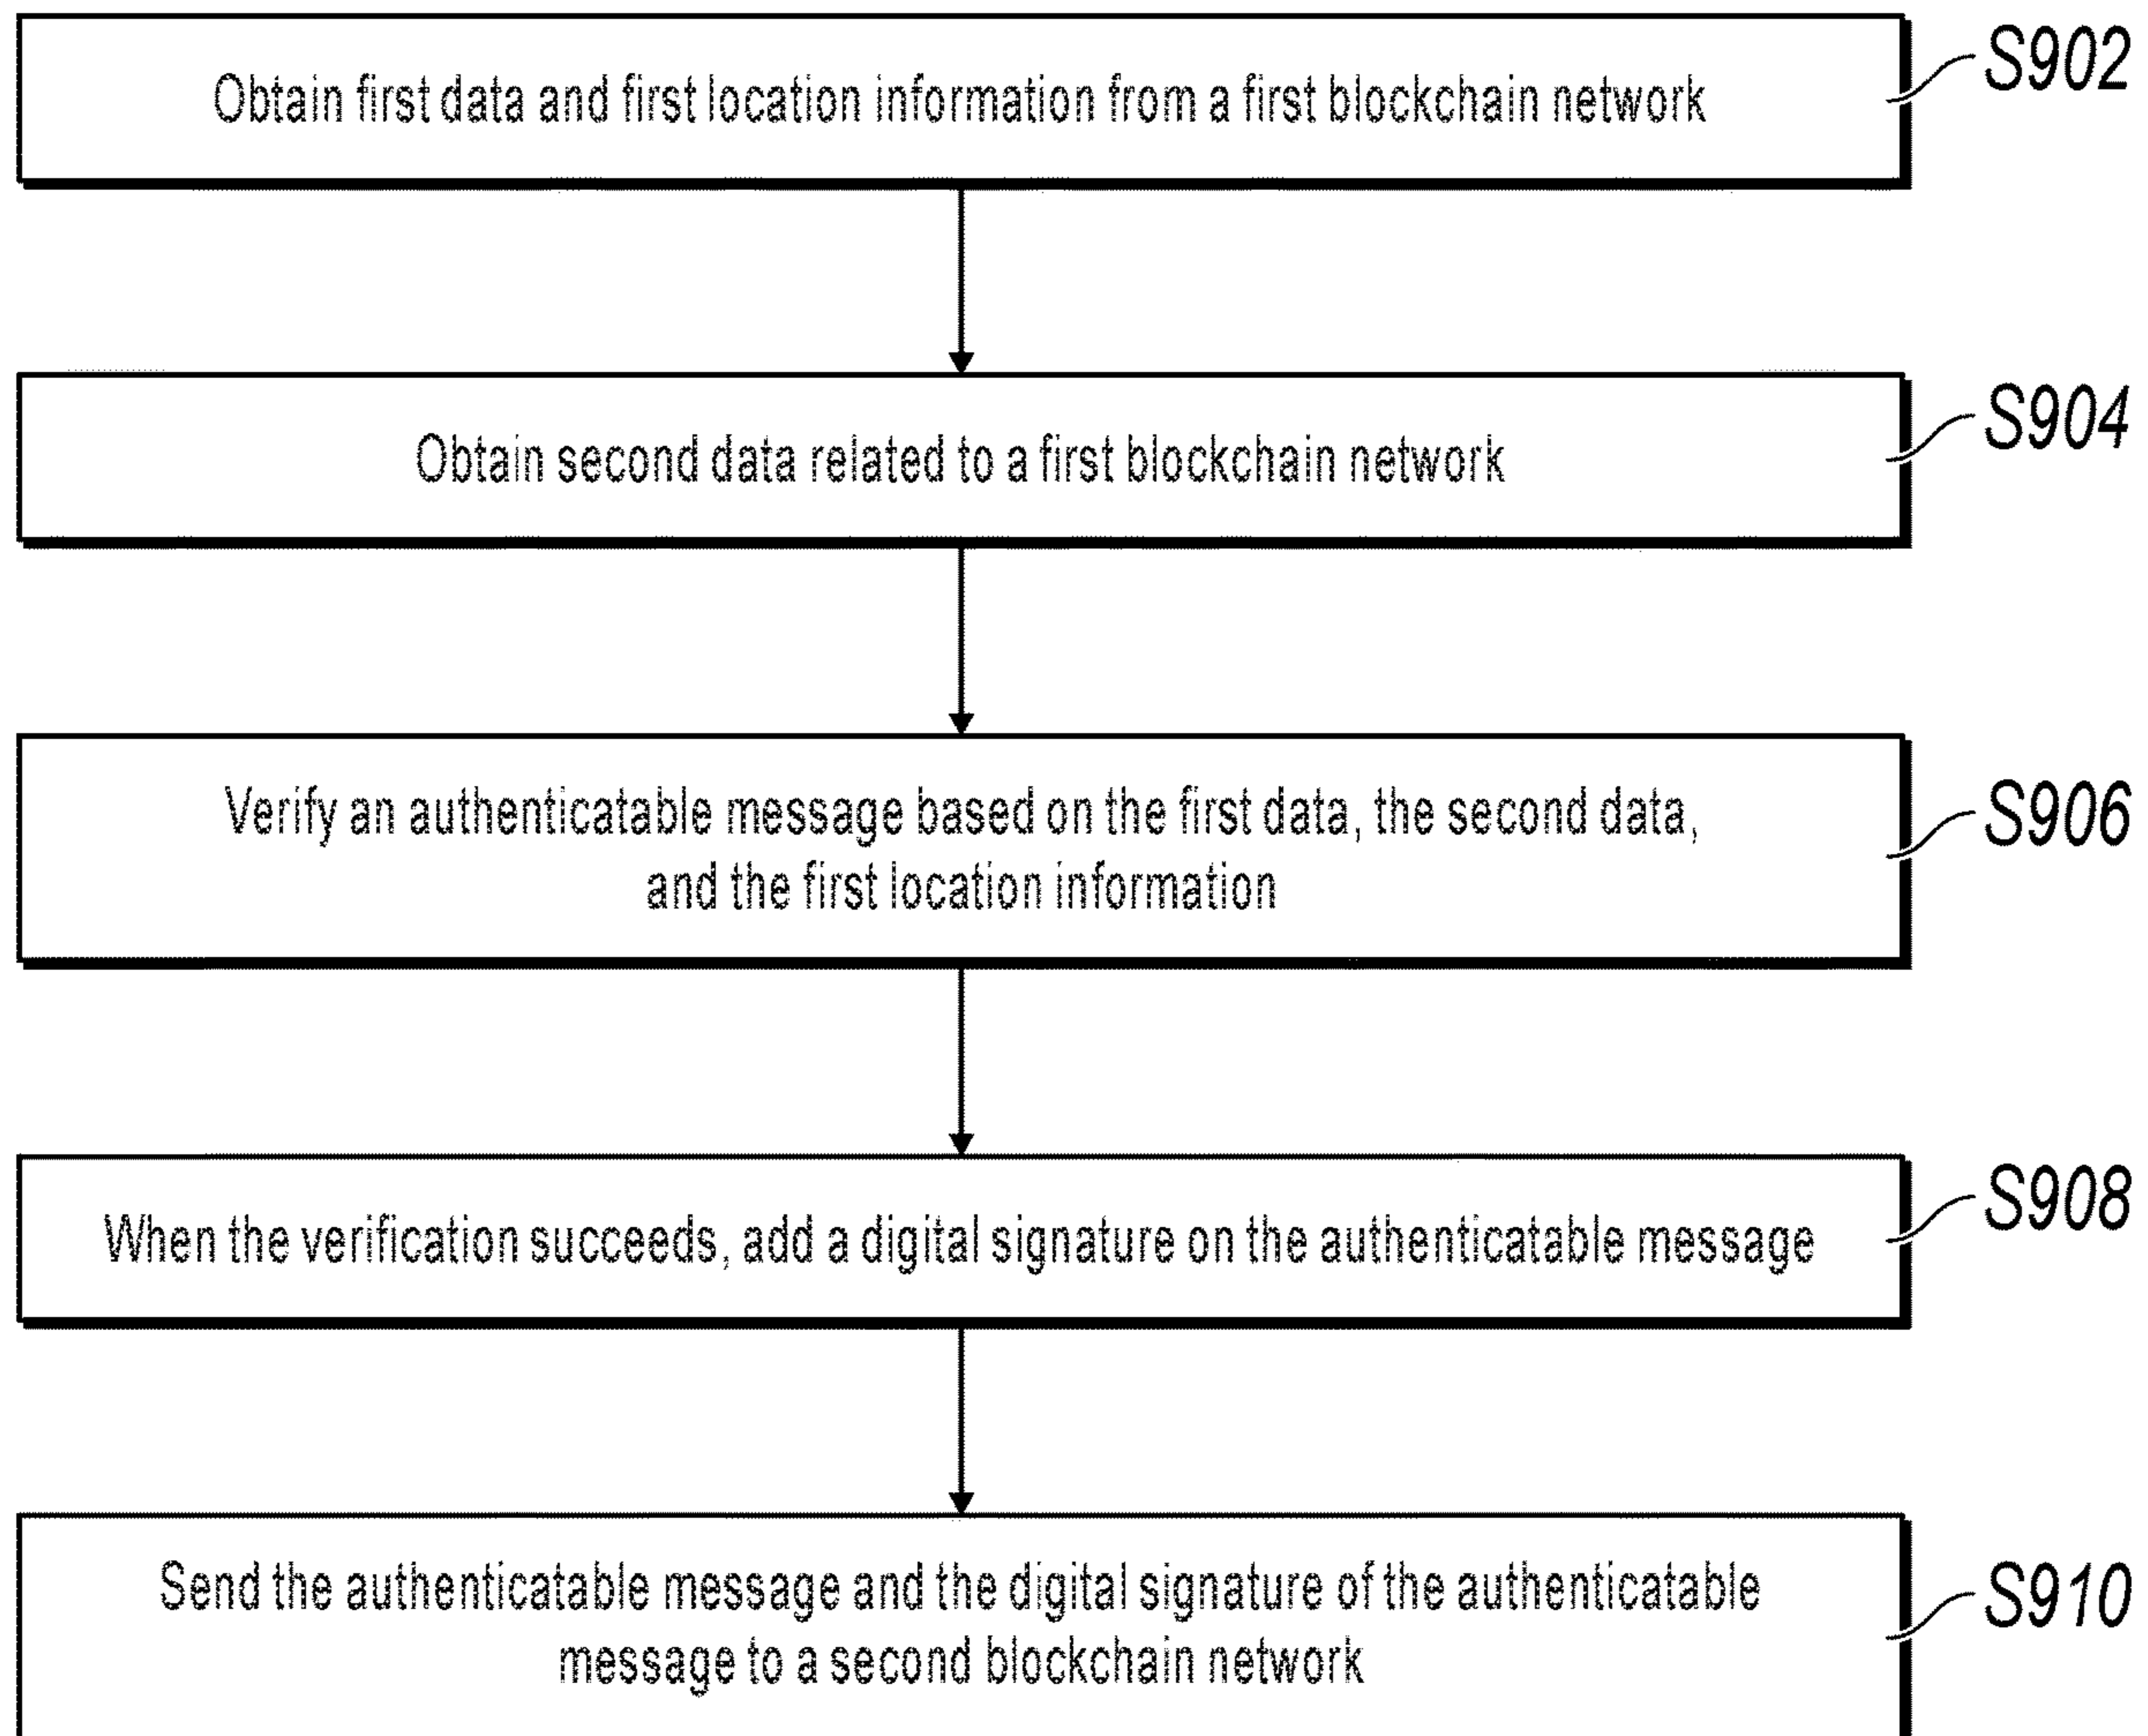 Obtain first data and first location information from a first blockchain network
S902
Obtain second data related to a first blockchain network
S904
Verify an authenticatable message based on the first data, the second data,
and the first location information
S906
When the verification succeeds, add a digital signature on the authenticatable message
S908
Send the authenticatable message and the digital signature of the authenticatable
message to a second blockchain network
S910